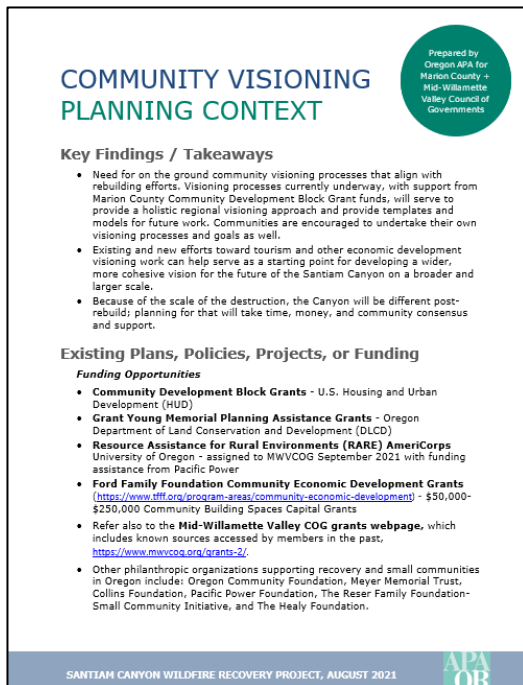 Prepared by
Oregon APA for
Marion County +
Mid-Willamette
Valley Council of
Governments
COMMUNITY VISIONING
PLANNING CONTEXT
Key Findings / Takeaways
• Need for on the ground community visioning processes that align with
rebuilding efforts. Visioning processes currently underway, with support from
Marion County Community Development Block Grant funds, will serve to
provide a holistic regional visioning approach and provide templates and
models for future work. Communities are encouraged to undertake their own
visioning processes and goals as well.
• Existing and new efforts toward tourism and other economic development
visioning work can help serve as a starting point for developing a wider,
more cohesive vision for the future of the Santiam Canyon on a broader and
larger scale.
• Because of the scale of the destruction, the Canyon will be different post-
rebuild; planning for that will take time, money, and community consensus
and support.
Existing Plans, Policies, Projects, or Funding
Funding Opportunities
• Community Development Block Grants - U.S. Housing and Urban
Development (HUD)
• Grant Young Memorial Planning Assistance Grants - Oregon
Department of Land Conservation and Development (DLCD)
• Resource Assistance for Rural Environments (RARE) AmeriCorps
University of Oregon - assigned to MWVCOG September 2021 with funding
assistance from Pacific Power
• Ford Family Foundation Community Economic Development Grants
(https://www.tfff.org/program-areas/community-economic-development) - $50,000-
$250,000 Community Building Spaces Capital Grants
• Refer also to the Mid-Willamette Valley COG grants webpage, which
includes known sources accessed by members in the past,
https://www.mwvcog.org/grants-2/.
• Other philanthropic organizations supporting recovery and small communities
in Oregon include: Oregon Community Foundation, Meyer Memorial Trust,
Collins Foundation, Pacific Power Foundation, The Reser Family Foundation-
Small Community Initiative, and The Healy Foundation.
SANTIAM CANYON WILDFIRE RECOVERY PROJECT, AUGUST 2021
APA
OR